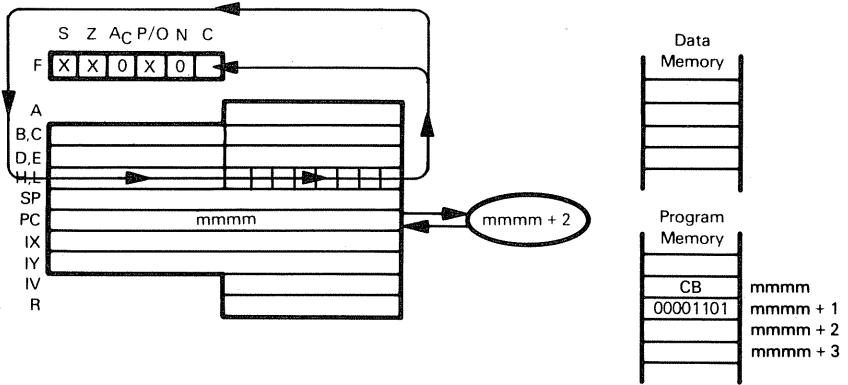 S Z AC P/O N C
F X X 0 X 0
A
B,C
D,E
H,L
SP
PC mmmm mmmm + 2
IX
IY
IV
R
Data
Memory
Program
Memory
CB mmmm
00001101 mmmm + 1
mmmm + 2
mmmm + 3